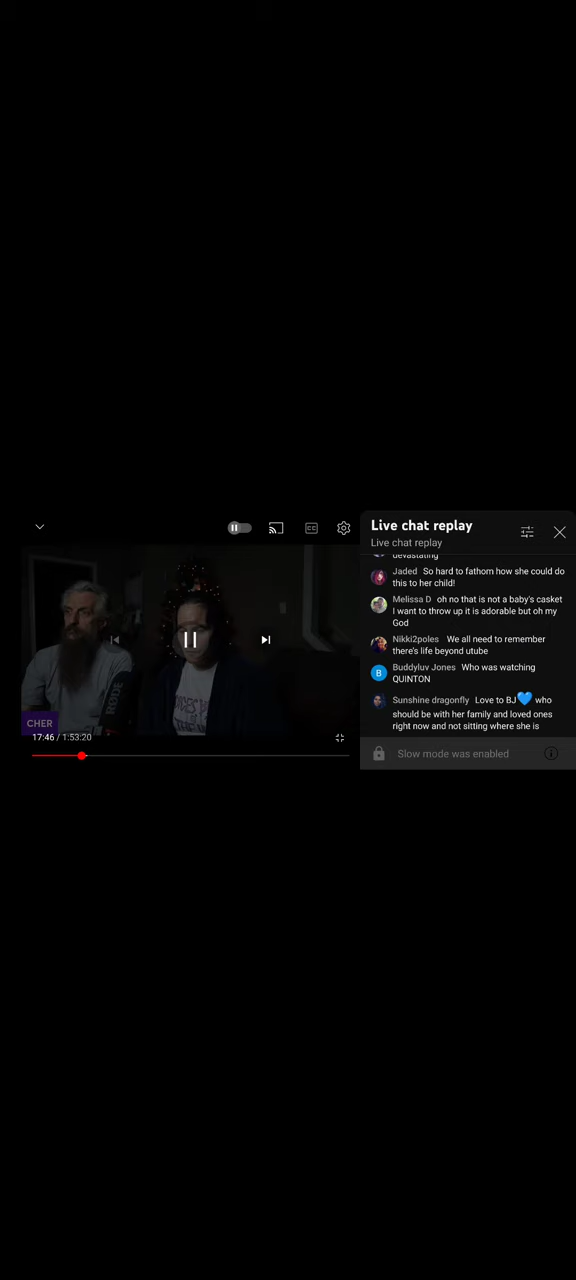 Live chat replay
Live chat replay
devastating
Jaded So hard to fathom how she could do
this to her child!
Melissa D oh no that is not a baby's casket
I want to throw up it is adorable but oh my
God
Nikki2poles We all need to remember
there's life beyond utube
B
Buddyluv Jones Who was watching
QUINTON
Sunshine dragonfly Love to BJ💙 who
should be with her family and loved ones
right now and not sitting where she is
Slow mode was enabled
CC
RODE
CHER
17:46 / 1:53:20